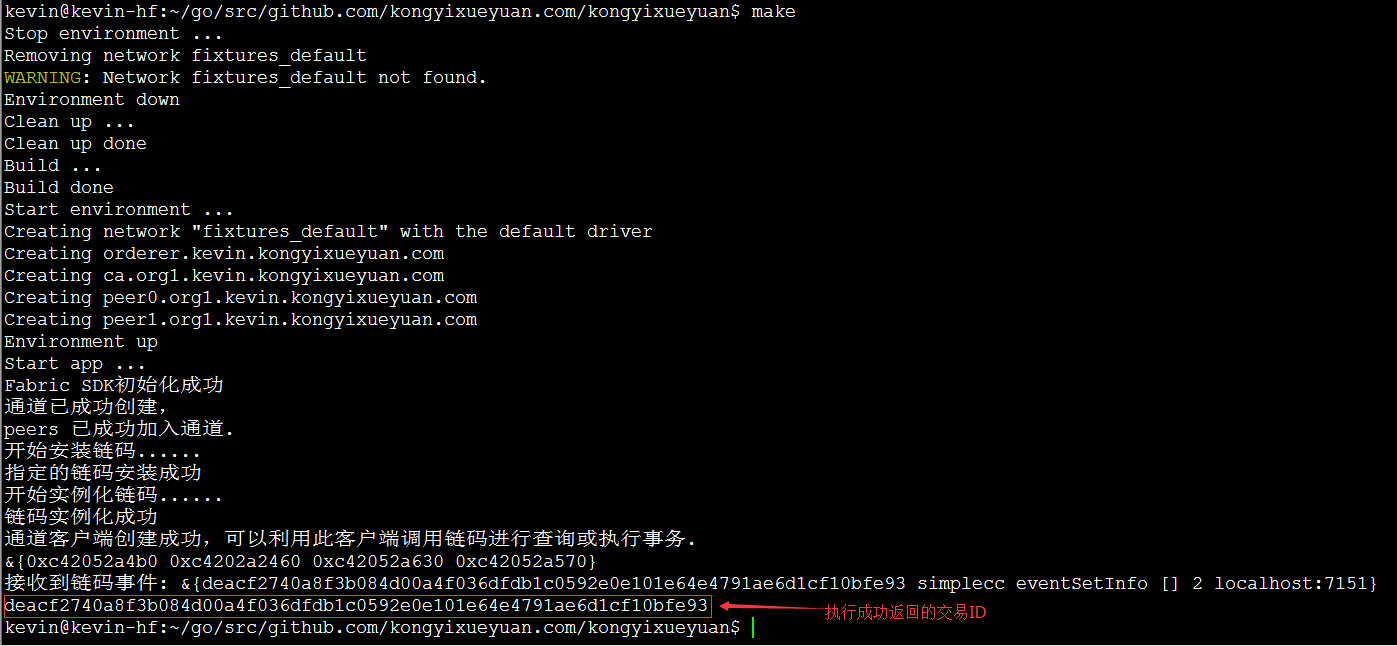 kevin@kevin-hf:~/go/src/github.com/kongyixueyuan.com/kongyixueyuan$ make
Stop environment ...
Removing network fixtures_default
WARNING: Network fixtures_default not found.
Environment down
Clean up ...
Clean up done
Build ...
Build done
Start environment ...
Creating network "fixtures_default" with the default driver
Creating orderer.kevin.kongyixueyuan.com
Creating ca.org1.kevin.kongyixueyuan.com
Creating peer0.org1.kevin.kongyixueyuan.com
Creating peer1.org1.kevin.kongyixueyuan.com
Environment up
Start app ...
Fabric SDK初始化成功
通道已成功创建,
peers 已成功加入通道.
开始安装链码......
指定的链码安装成功
开始实例化链码......
链码实例化成功
通道客户端创建成功，可以利用此客户端调用链码进行查询或执行事务.
&{0xc42052a4b0 0xc4202a2460 0xc42052a630 0xc42052a570}
接收到链码事件: &{deacf2740a8f3b084d00a4f036dfdb1c0592e0e101e64e4791ae6d1cf10bfe93 simplecc eventSetInfo [] 2 localhost:7151}
deacf2740a8f3b084d00a4f036dfdb1c0592e0e101e64e4791ae6d1cf10bfe93 执行成功返回的交易ID
kevin@kevin-hf:~/go/src/github.com/kongyixueyuan.com/kongyixueyuan$